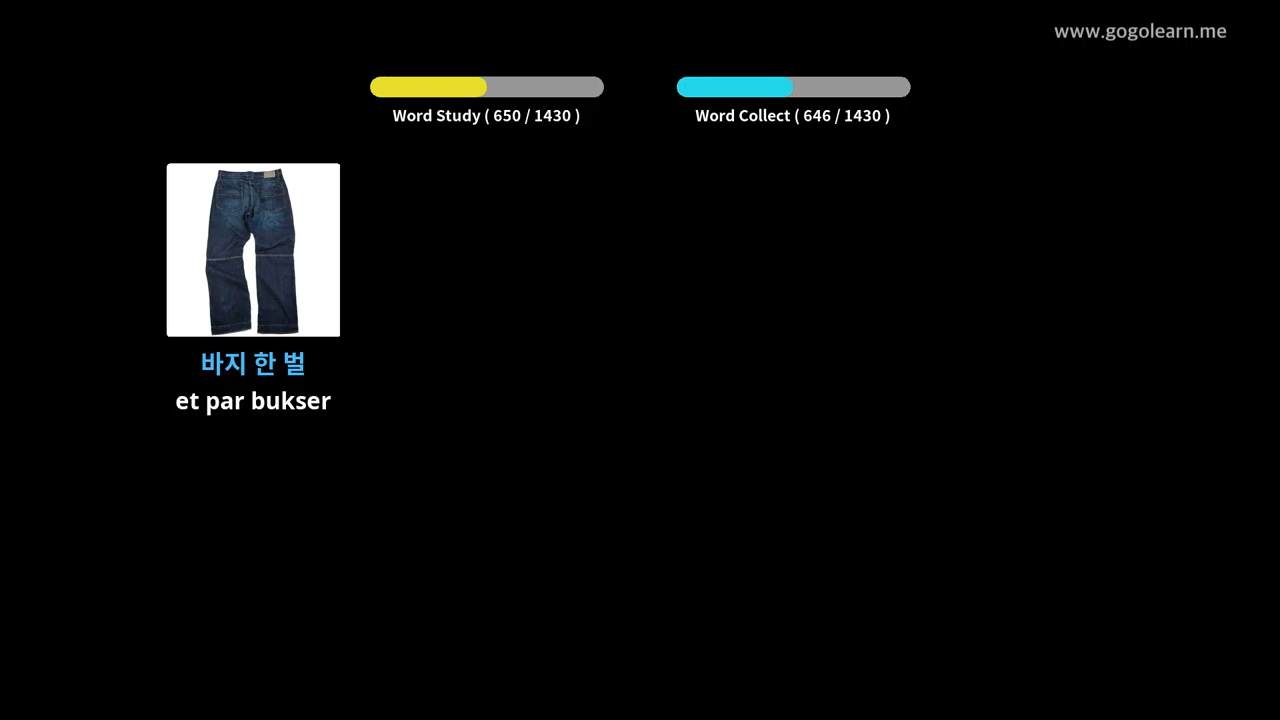 www.gogolearn.me
Word Study ( 650 / 1430 )
Word Collect ( 646 / 1430 )
바지 한 벌
et par bukser